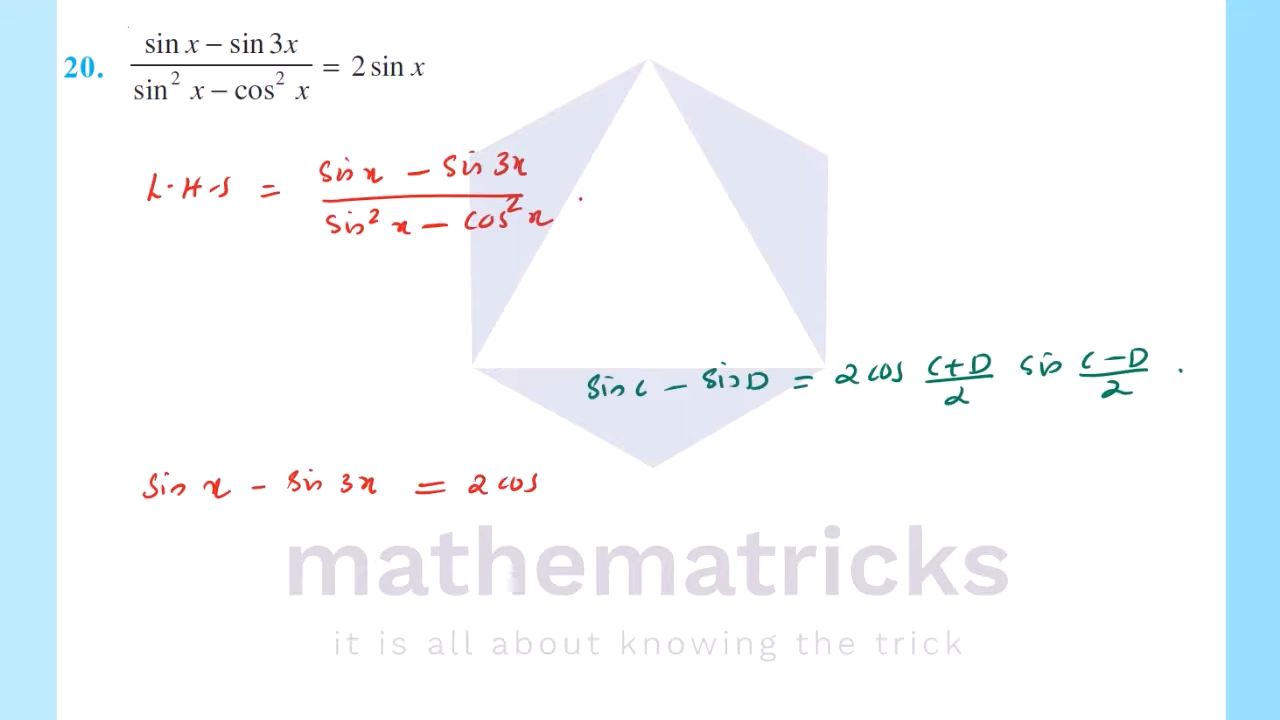 20. (sin x − sin 3x)/(sin² x − cos² x) = 2 sin x
L.H.S = (sin x − sin 3x)/(sin² x − cos² x).
sin C − sin D = 2 cos (C+D)/2 sin (C−D)/2.
sin x − sin 3x = 2 cos
mathematricks
it is all about knowing the trick